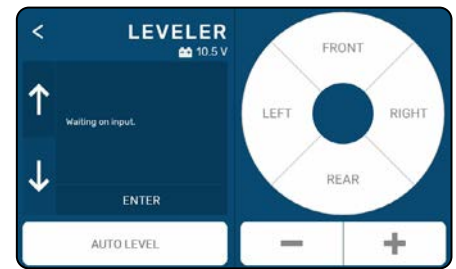 < LEVELER
10.5 V
Waiting on input.
ENTER
AUTO LEVEL
FRONT
LEFT
RIGHT
REAR
− +